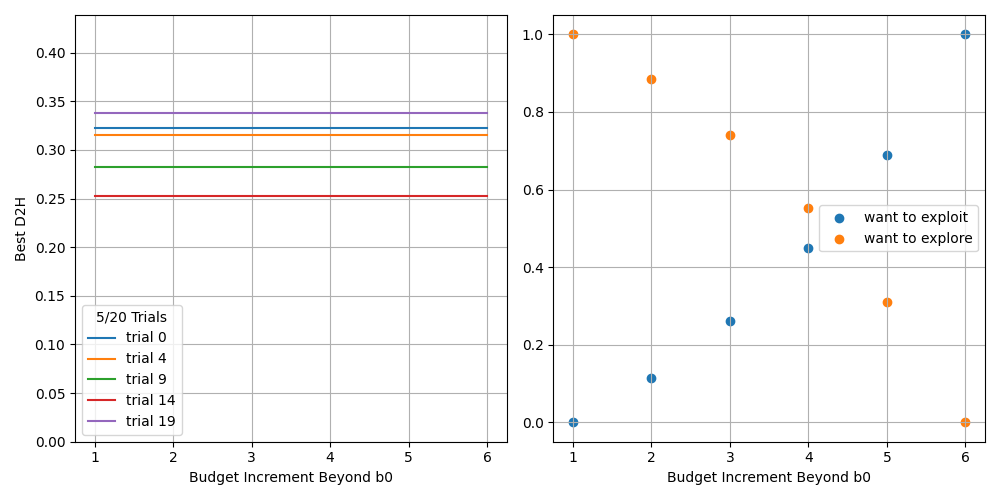 0.40
0.35
0.30
0.25
0.20
0.15
0.10
0.05
0.00
Best D2H
5/20 Trials
trial 0
trial 4
trial 9
trial 14
trial 19
1 2 3 4 5 6
Budget Increment Beyond b0
1.0
0.8
0.6
0.4
0.2
0.0
want to exploit
want to explore
1 2 3 4 5 6
Budget Increment Beyond b0